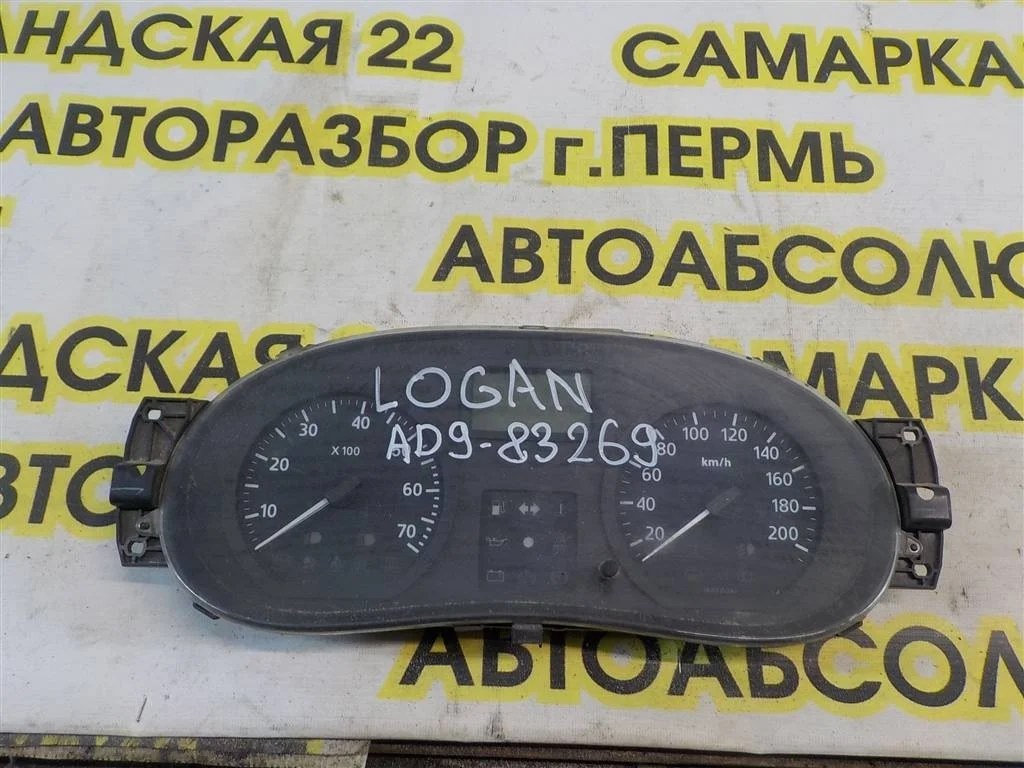 АНДСКАЯ 22
САМАРКА
АВТОРАЗБОР г.ПЕРМЬ
АВТОАБСОЛЮ
ДСКАЯ
АМАРК
LOGAN
AD9-83269
10 20 30 40 60 70
X 100
20 40 60 80 100 120 140 160 180 200
km/h
АВТОАБСОЛЮ